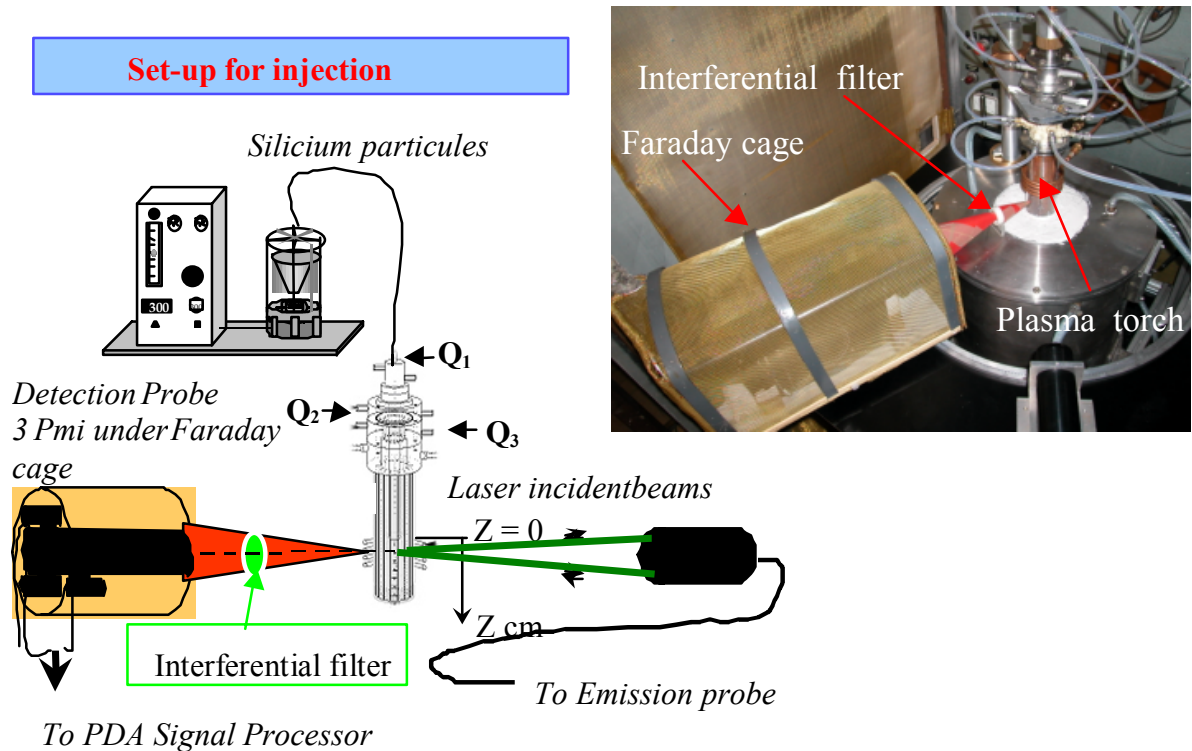 Set-up for injection
Silicium particules
300
Q1
Detection Probe
3 Pmi under Faraday
cage
Q2
Q3
Laser incidentbeams
Z = 0
Z cm
Interferential filter
To Emission probe
To PDA Signal Processor
Interferential filter
Faraday cage
Plasma torch